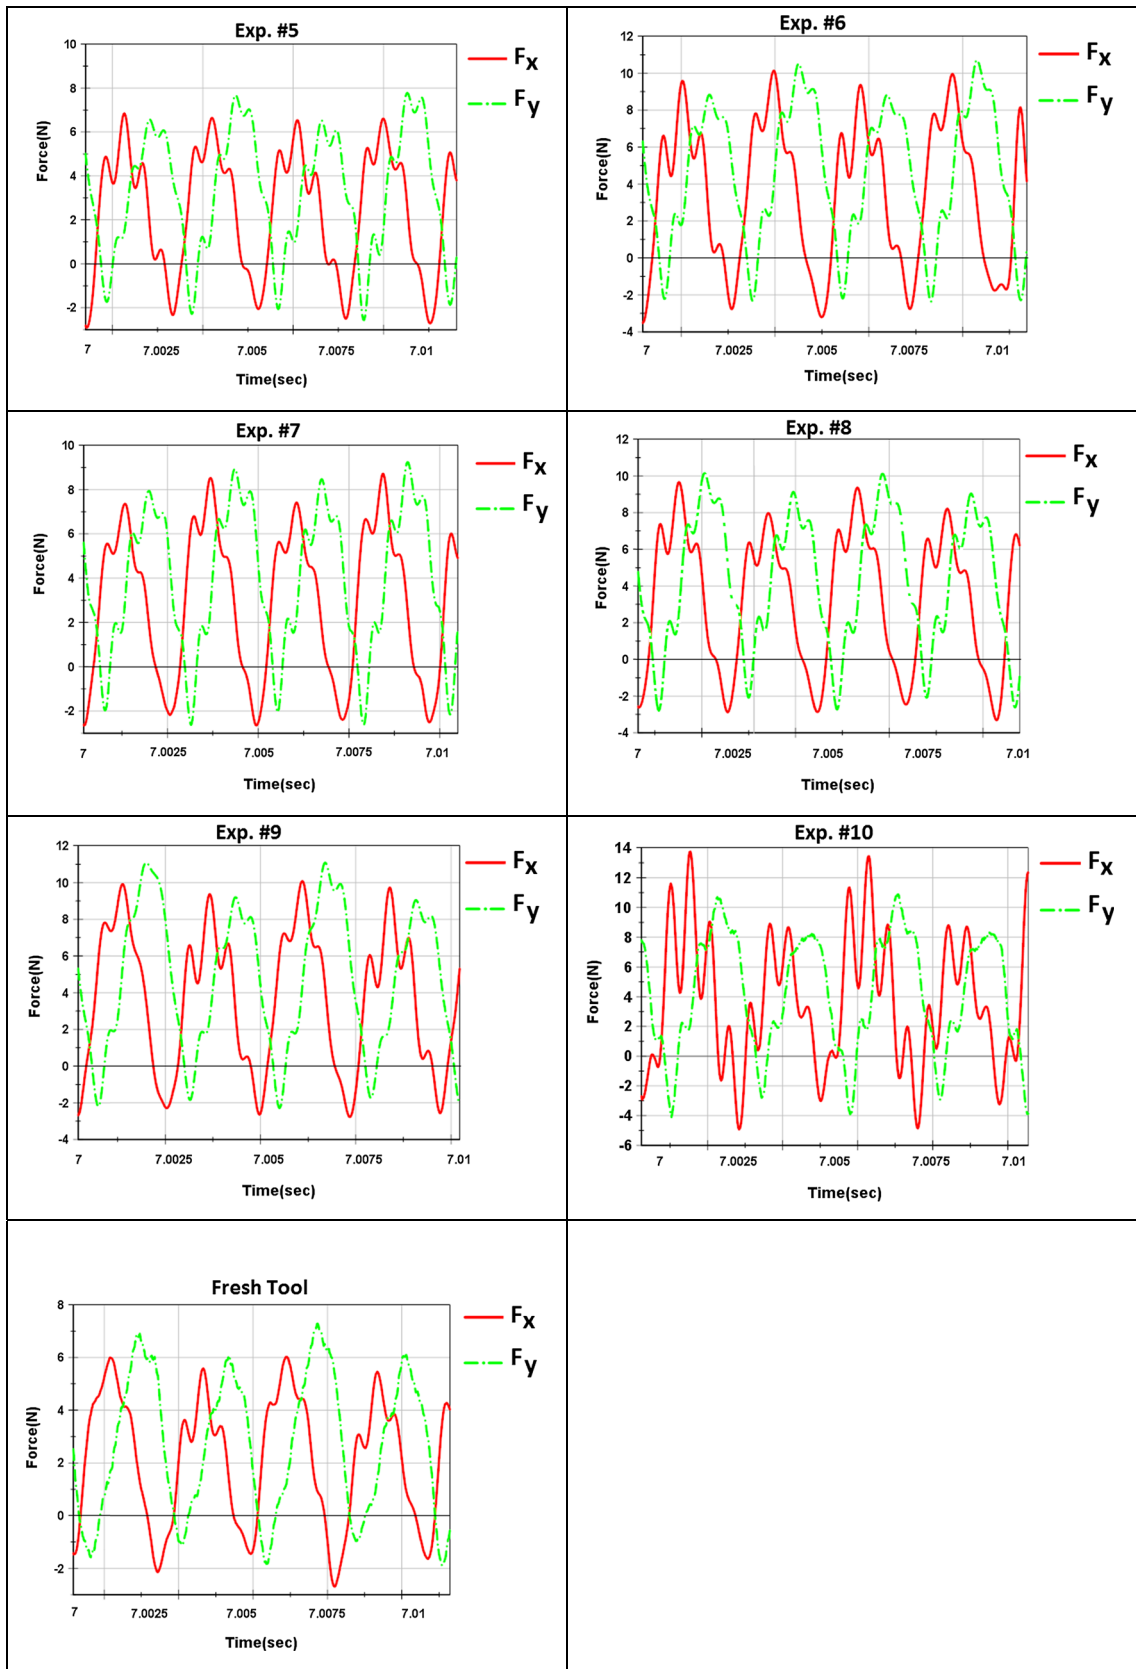 Exp. #5
10
8
6
4
2
0
-2
Force(N)
7 7.0025 7.005 7.0075 7.01
Time(sec)
Fx
Fy
Exp. #6
12
10
8
6
4
2
0
-2
-4
Force(N)
7 7.0025 7.005 7.0075 7.01
Time(sec)
Fx
Fy
Exp. #7
10
8
6
4
2
0
-2
Force(N)
7 7.0025 7.005 7.0075 7.01
Time(sec)
Fx
Fy
Exp. #8
12
10
8
6
4
2
0
-2
-4
Force(N)
7 7.0025 7.005 7.0075 7.01
Time(sec)
Fx
Fy
Exp. #9
12
10
8
6
4
2
0
-2
-4
Force(N)
7 7.0025 7.005 7.0075 7.01
Time(sec)
Fx
Fy
Exp. #10
14
12
10
8
6
4
2
0
-2
-4
-6
Force(N)
7 7.0025 7.005 7.0075 7.01
Time(sec)
Fx
Fy
Fresh Tool
8
6
4
2
0
-2
Force(N)
7 7.0025 7.005 7.0075 7.01
Time(sec)
Fx
Fy